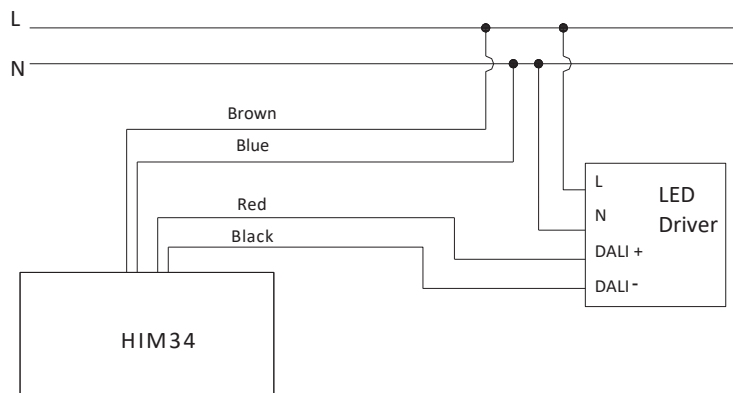 L
N
Brown
Blue
Red
Black
L
N
DALI +
DALI -
LED
Driver
HIM34